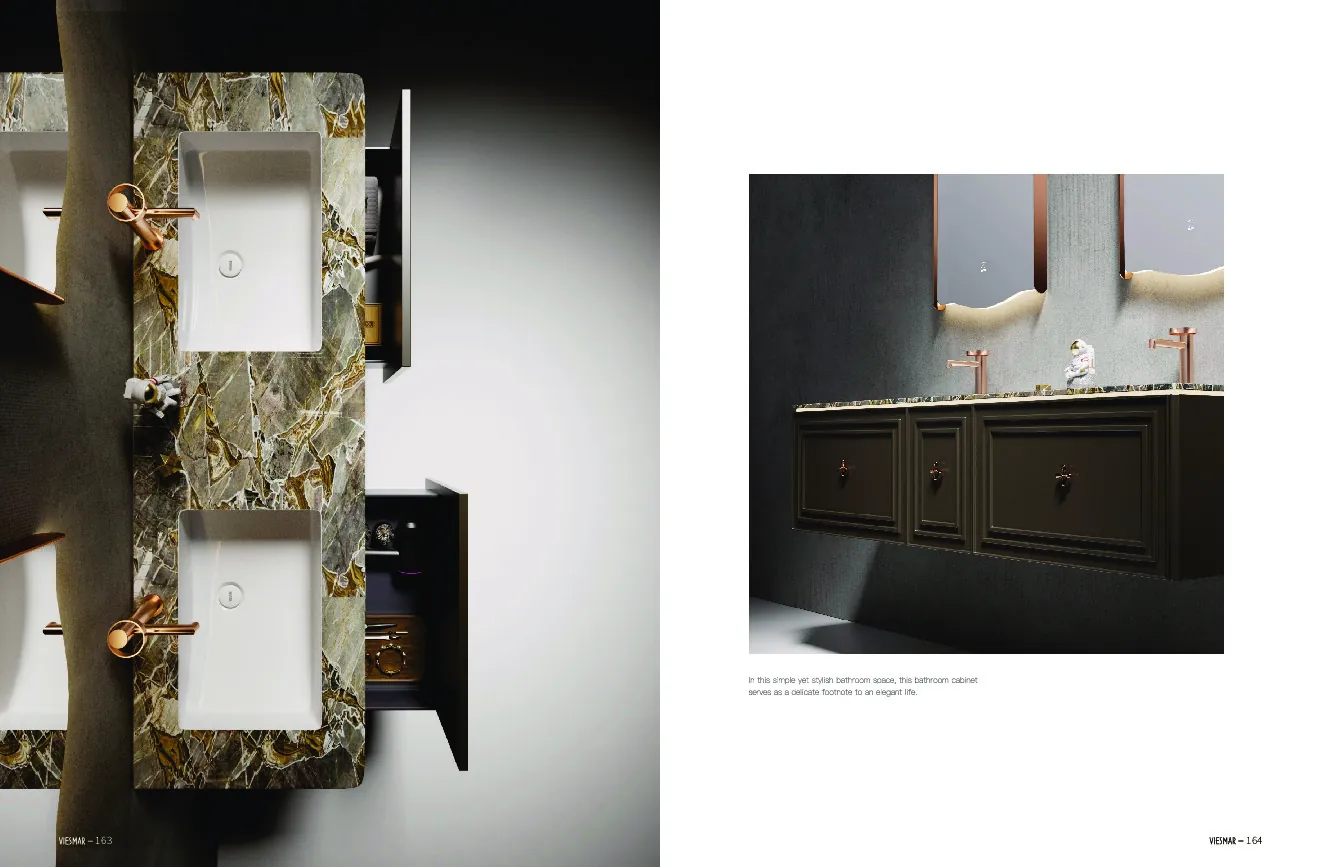 VIESMAR – 163
In this simple yet stylish bathroom space, this bathroom cabinet
serves as a delicate footnote to an elegant life.
VIESMAR – 164